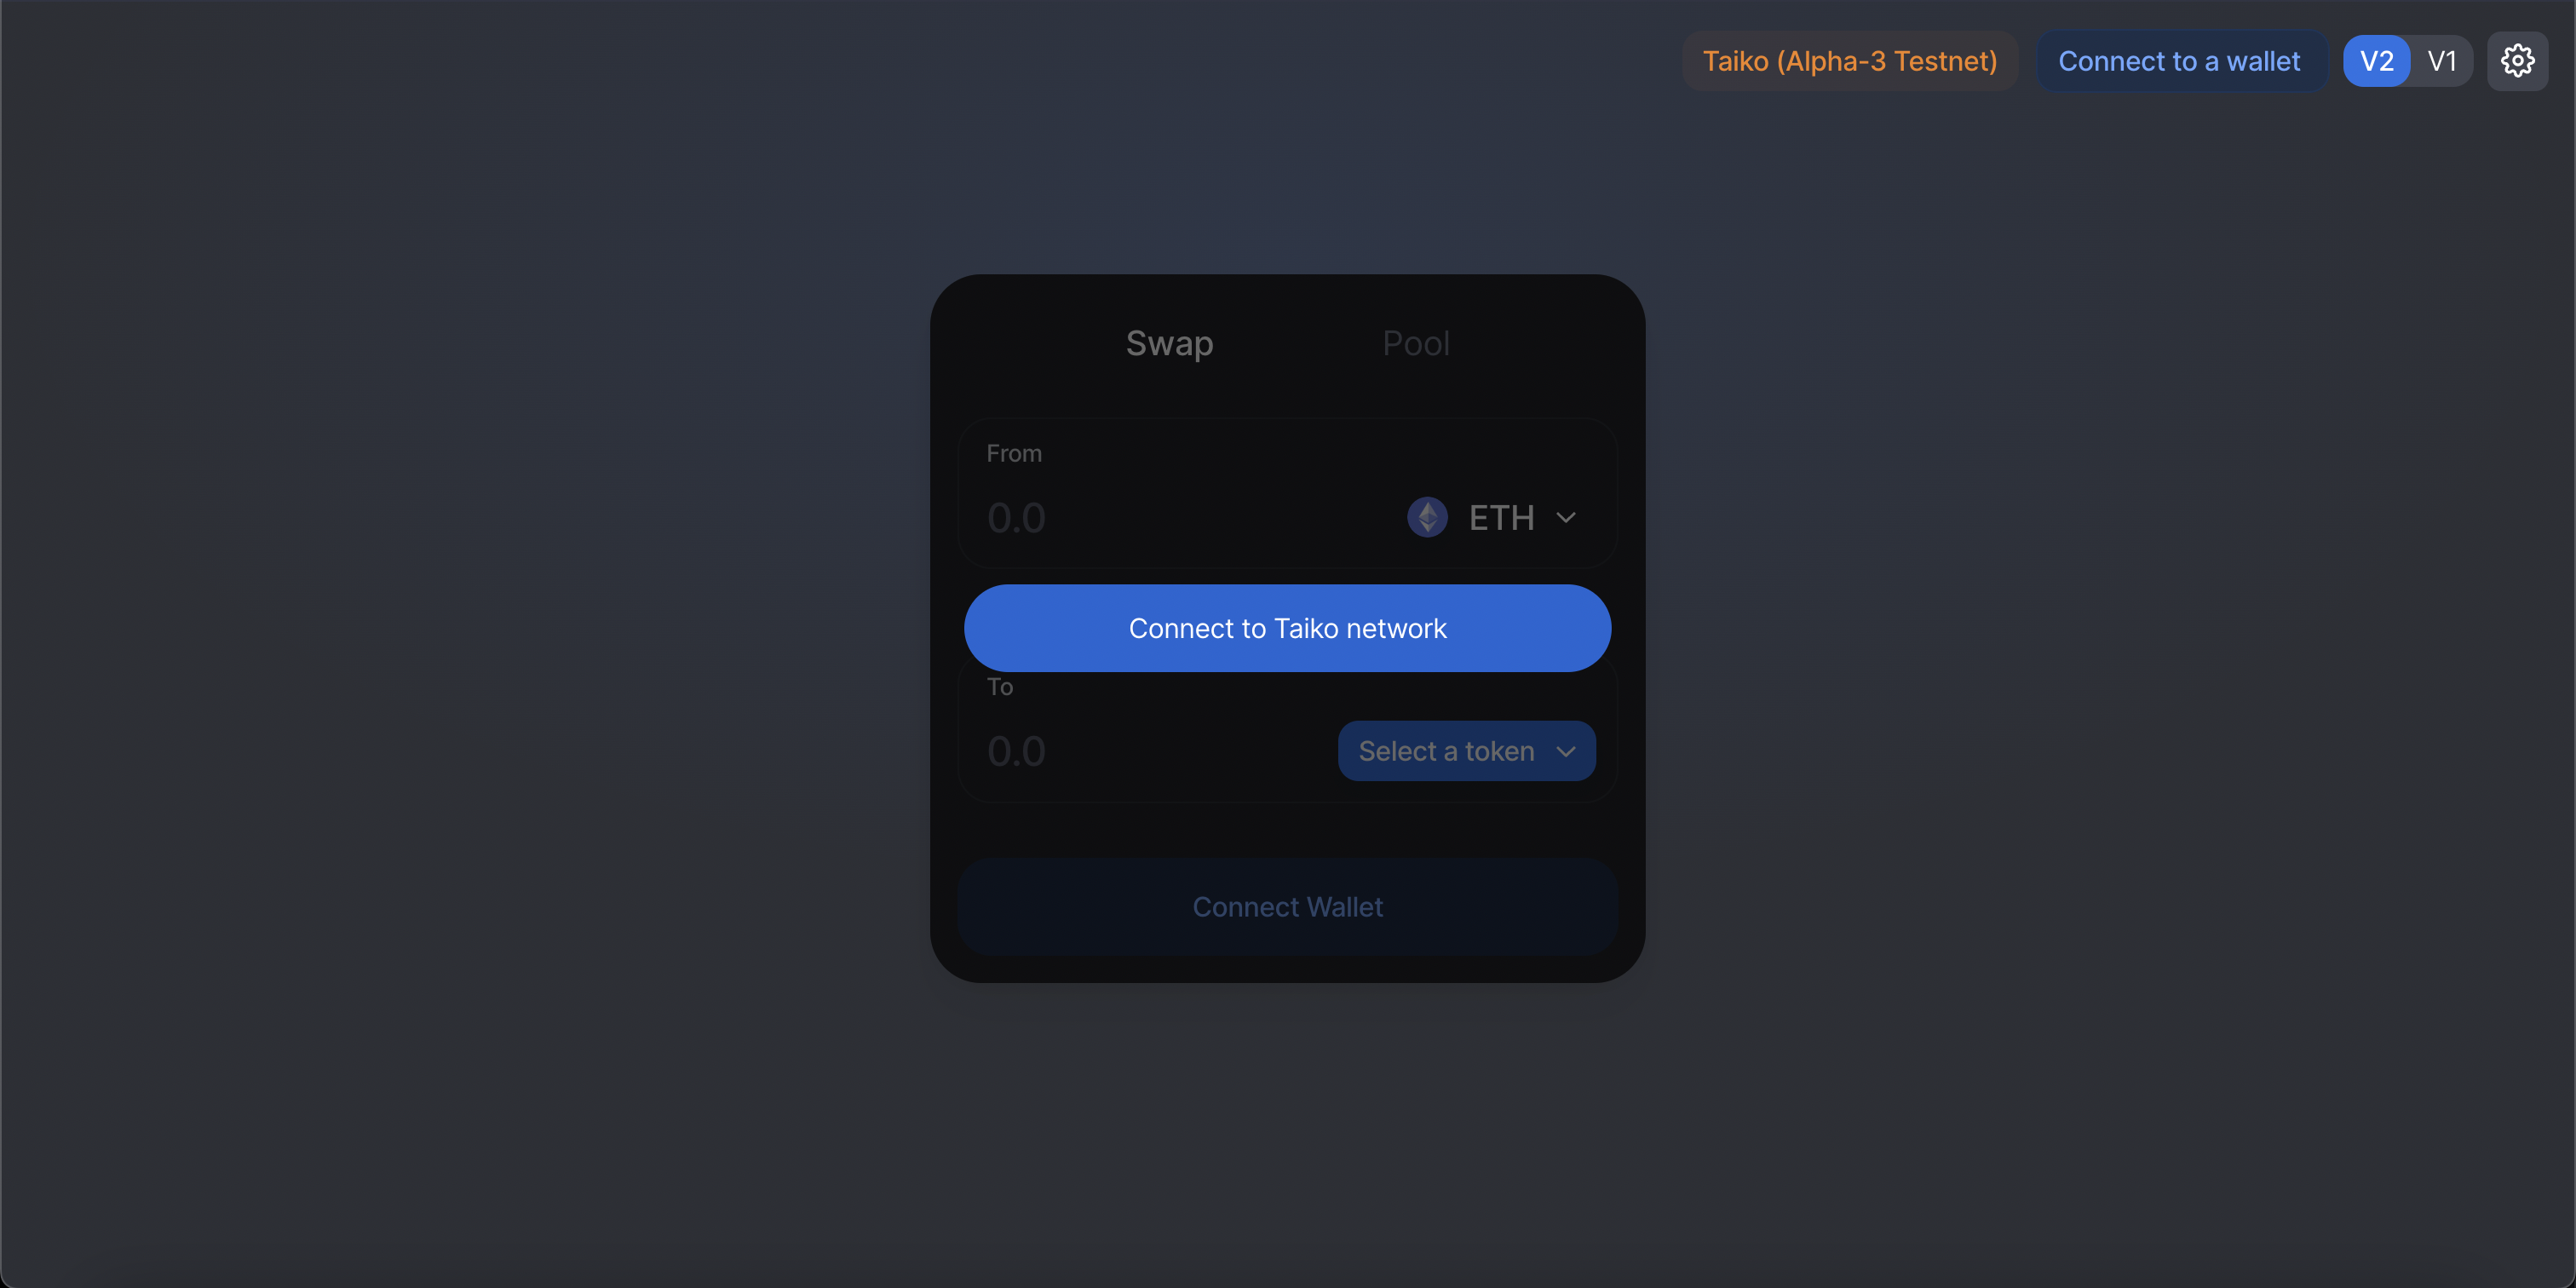 Taiko (Alpha-3 Testnet)
Connect to a wallet
V2 V1
Swap Pool
From
0.0 ETH
Connect to Taiko network
To
0.0 Select a token
Connect Wallet